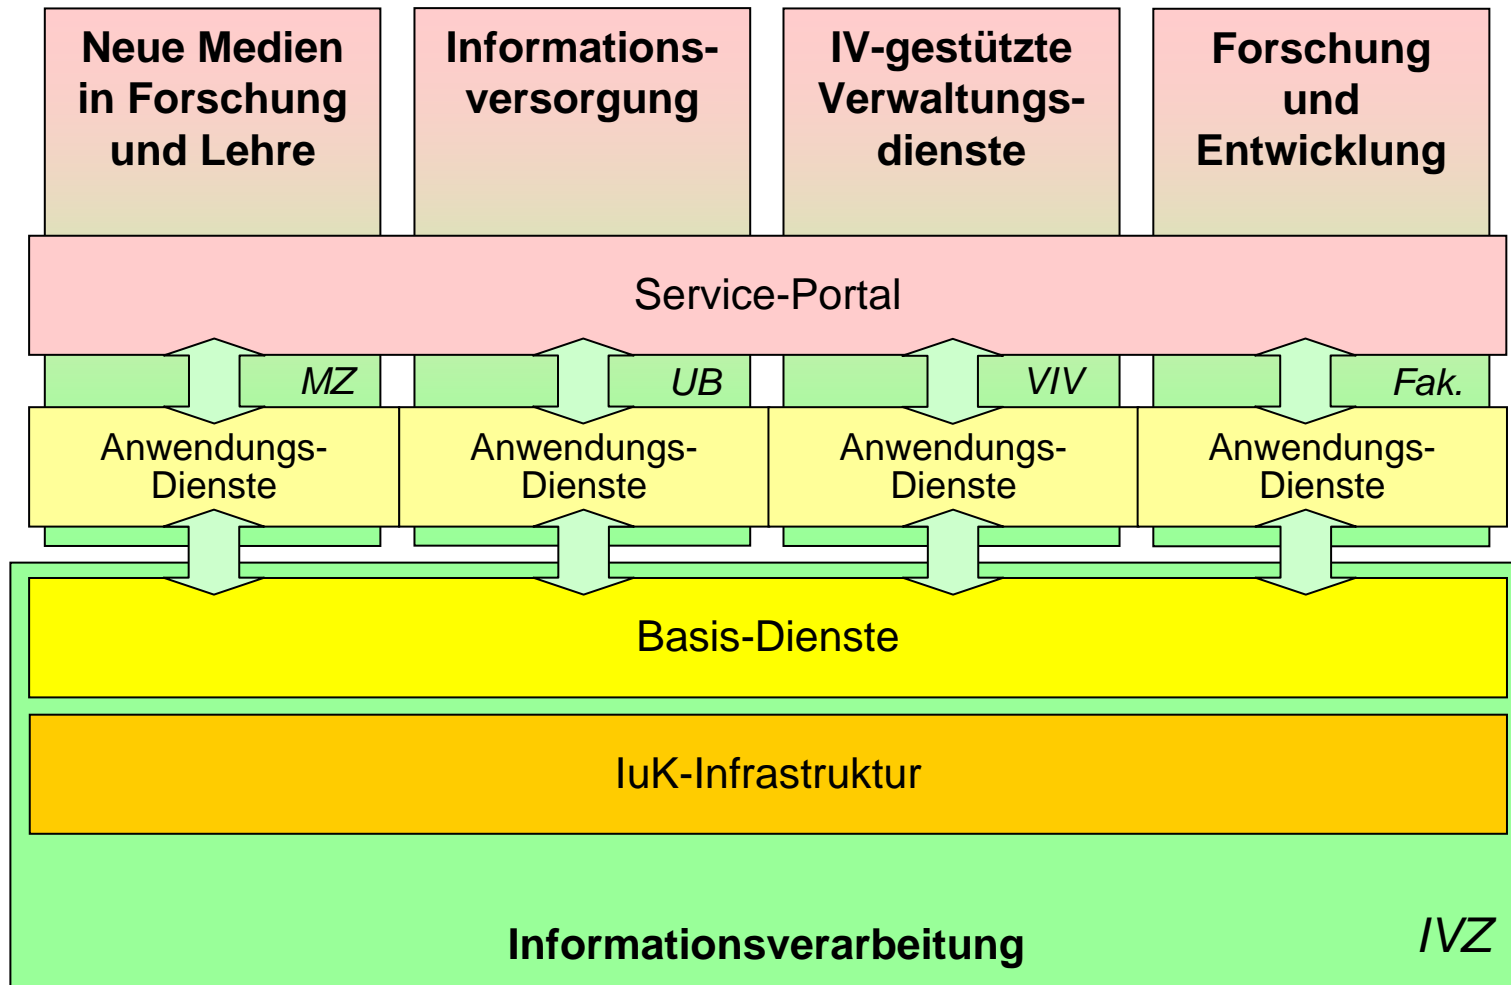 Neue Medien
in Forschung
und Lehre
Informations-
versorgung
IV-gestützte
Verwaltungs-
dienste
Forschung
und
Entwicklung
Service-Portal
MZ
UB
VIV
Fak.
Anwendungs-
Dienste
Anwendungs-
Dienste
Anwendungs-
Dienste
Anwendungs-
Dienste
Basis-Dienste
IuK-Infrastruktur
Informationsverarbeitung
IVZ